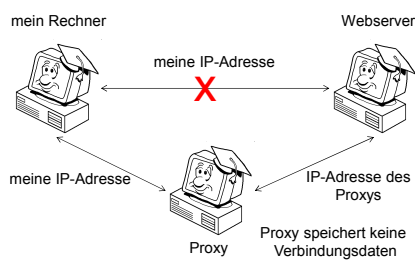 mein Rechner
Webserver
meine IP-Adresse
X
meine IP-Adresse
IP-Adresse des
Proxys
Proxy
Proxy speichert keine
Verbindungsdaten